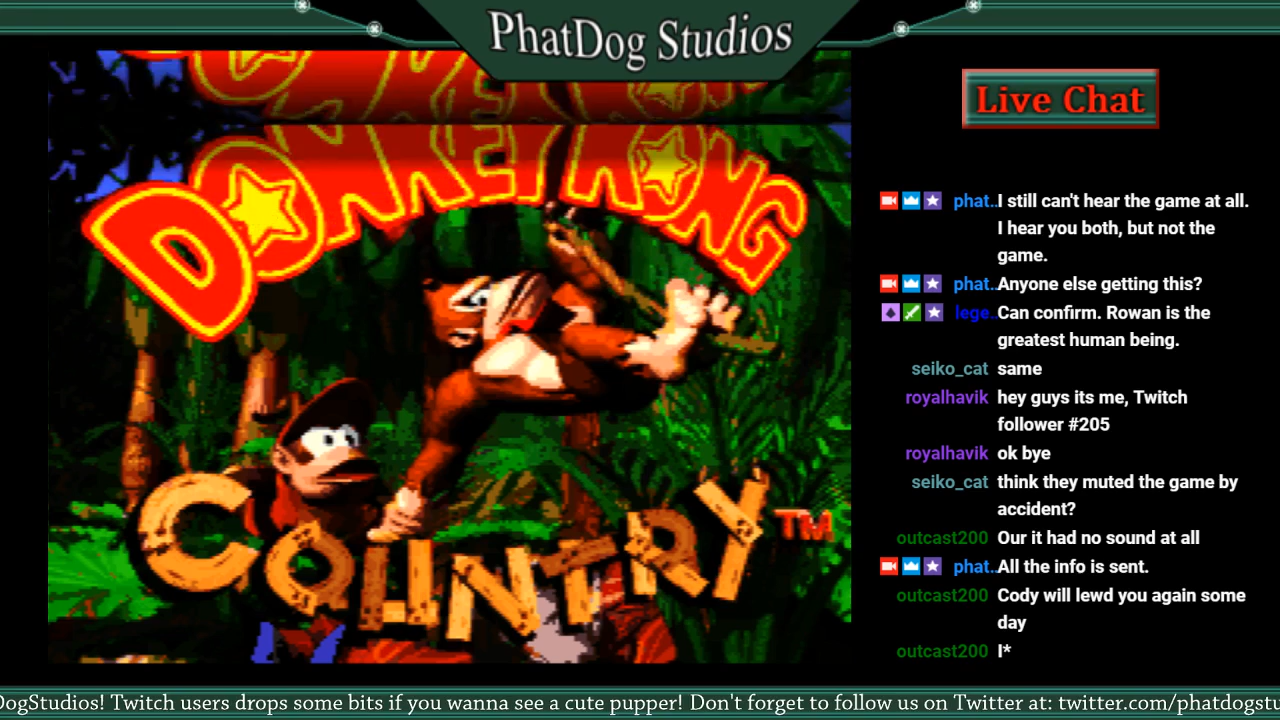 PhatDog Studios
DONKEY KONG
COUNTRY™
Live Chat
phat.. I still can't hear the game at all.
I hear you both, but not the
game.
phat.. Anyone else getting this?
lege.. Can confirm. Rowan is the
greatest human being.
seiko_cat same
royalhavik hey guys its me, Twitch
follower #205
royalhavik ok bye
seiko_cat think they muted the game by
accident?
outcast200 Our it had no sound at all
phat.. All the info is sent.
outcast200 Cody will lewd you again some
day
outcast200 I*
DogStudios! Twitch users drops some bits if you wanna see a cute pupper! Don't forget to follow us on Twitter at: twitter.com/phatdogstu